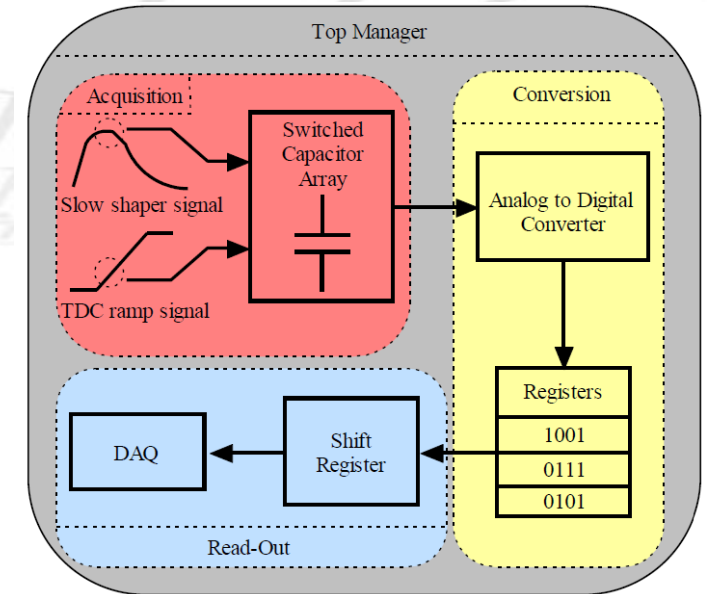 Top Manager
Acquisition
Slow shaper signal
TDC ramp signal
Switched
Capacitor
Array
Conversion
Analog to Digital
Converter
Registers
1001
0111
0101
Shift
Register
DAQ
Read-Out